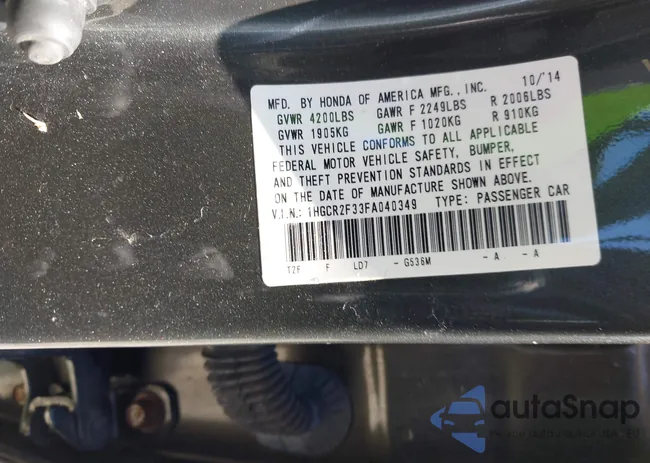 MFD. BY HONDA OF AMERICA MFG., INC. 10/'14
GVWR 4200LBS GAWR F 2249LBS R 2006LBS
GVWR 1905KG GAWR F 1020KG R 910KG
THIS VEHICLE CONFORMS TO ALL APPLICABLE
FEDERAL MOTOR VEHICLE SAFETY, BUMPER,
AND THEFT PREVENTION STANDARDS IN EFFECT
ON THE DATE OF MANUFACTURE SHOWN ABOVE.
V.I.N.: 1HGCR2F33FA040349 TYPE: PASSENGER CAR
T2F F LD7 - G536M - A - A
autaSnap